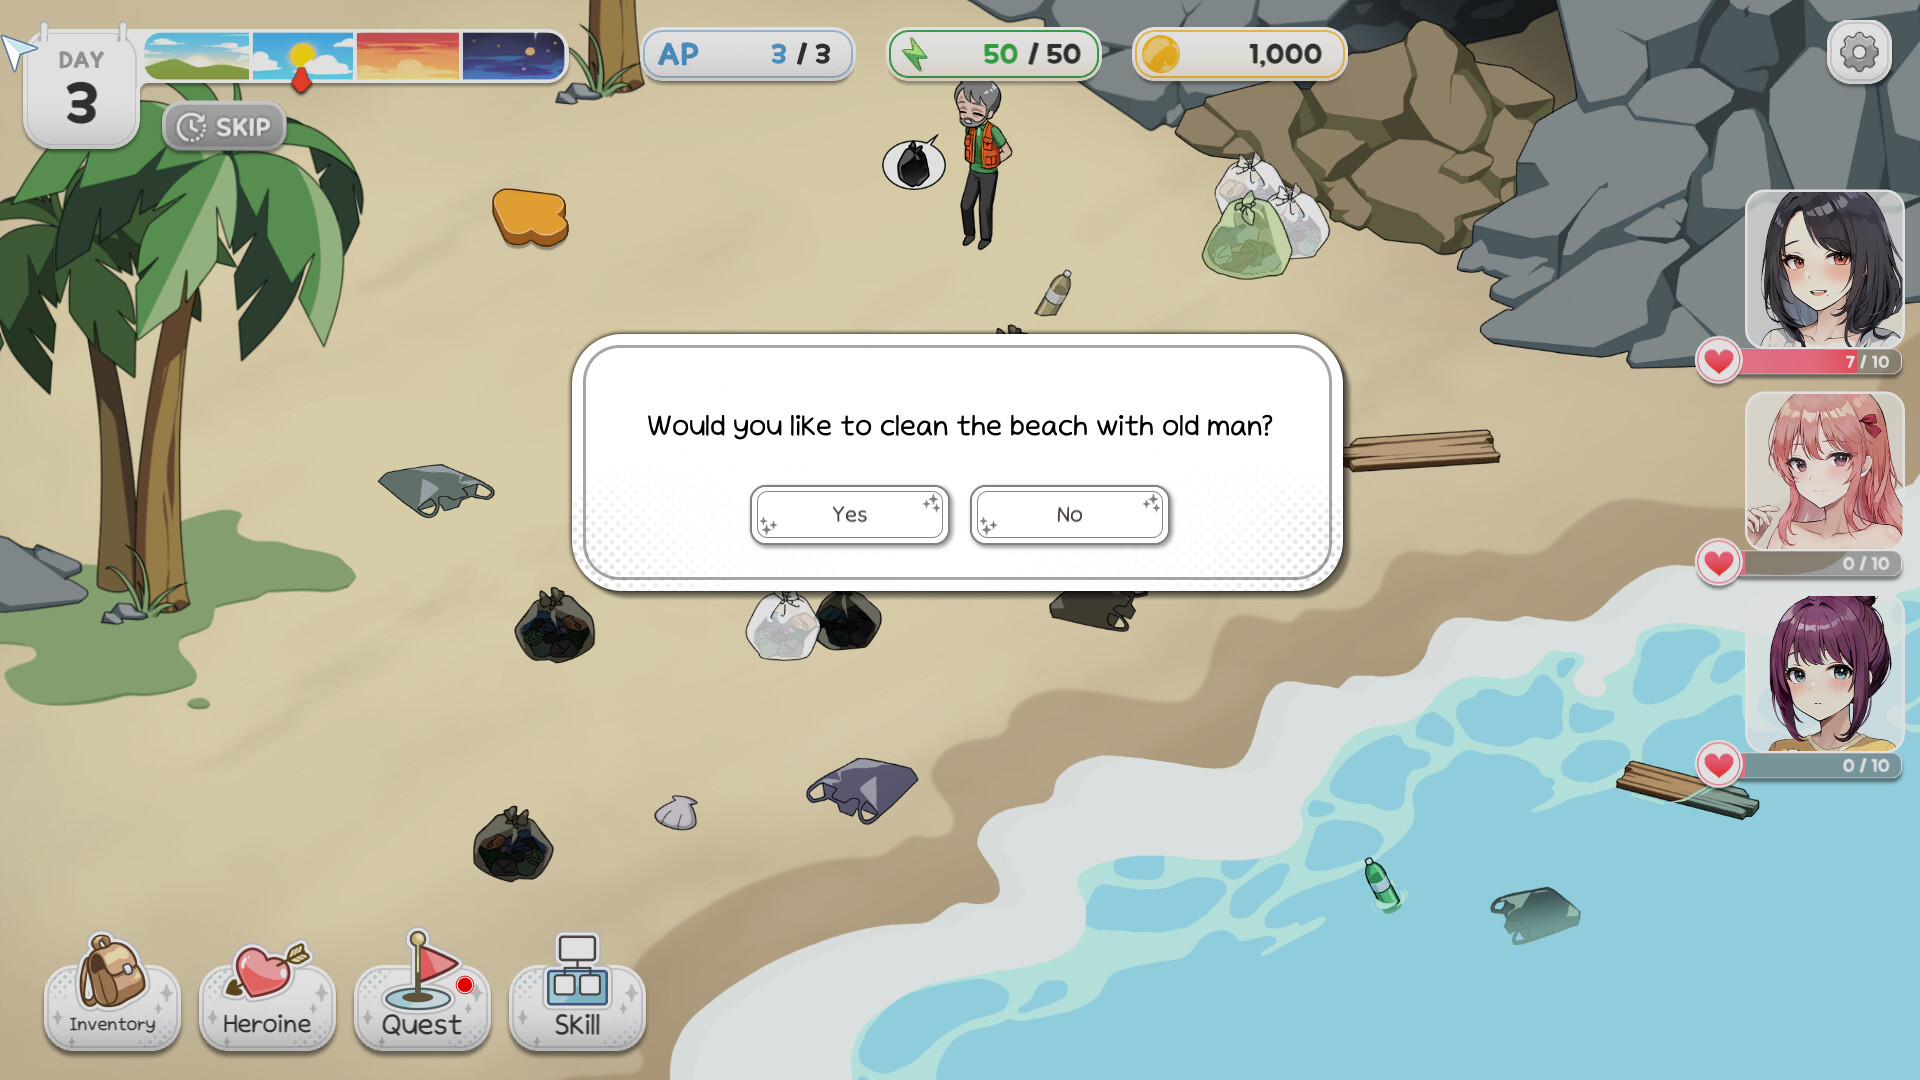 DAY
3
SKIP
AP 3 / 3
50 / 50
1,000
7 / 10
Would you like to clean the beach with old man?
Yes
No
0 / 10
0 / 10
Inventory
Heroine
Quest
Skill